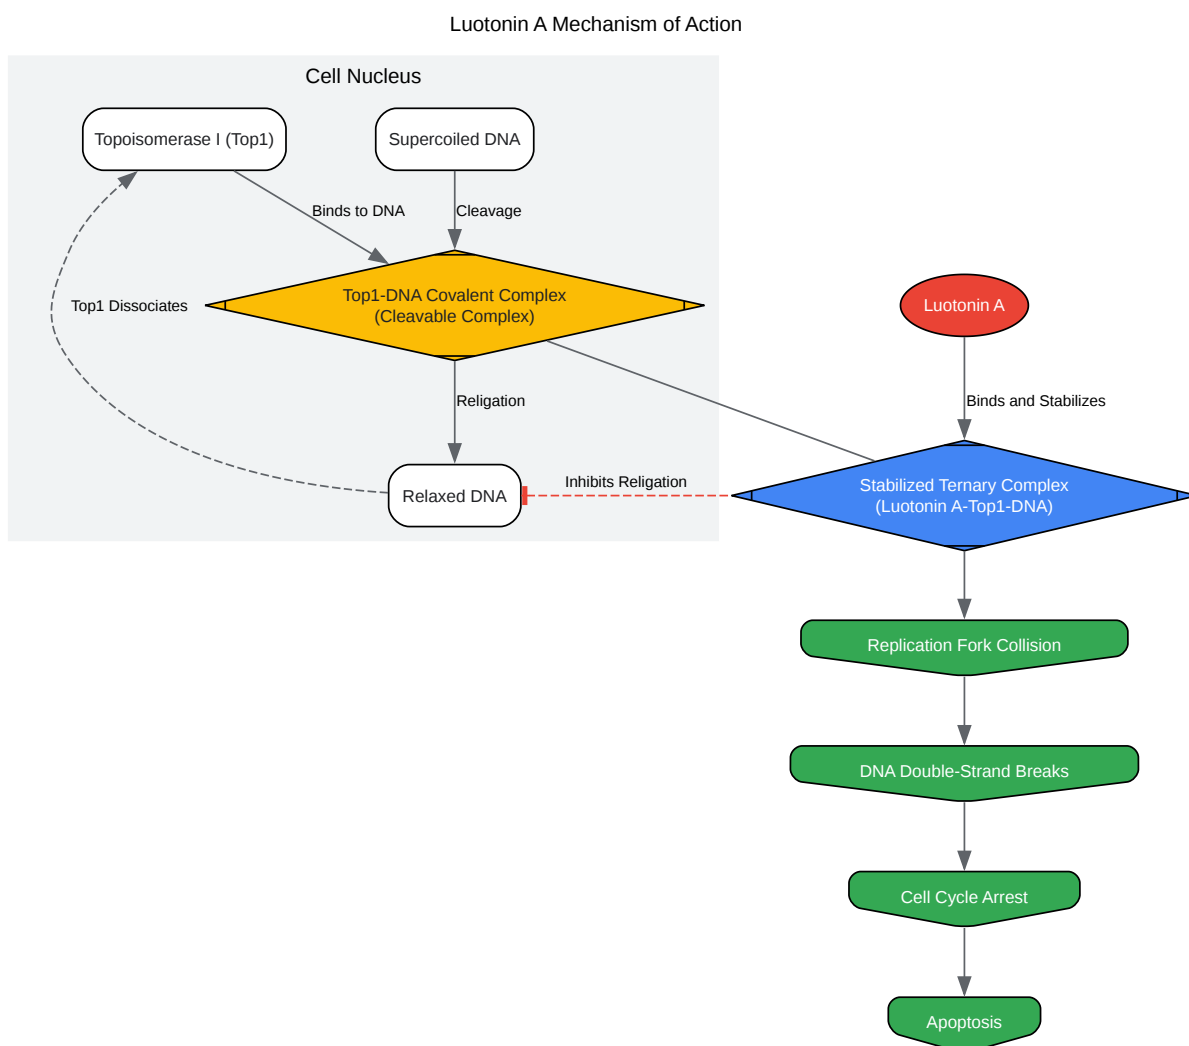 Luotonin A Mechanism of Action
Cell Nucleus
Topoisomerase I (Top1)
Supercoiled DNA
Binds to DNA
Cleavage
Top1-DNA Covalent Complex
(Cleavable Complex)
Luotonin A
Top1 Dissociates
Religation
Binds and Stabilizes
Relaxed DNA
Inhibits Religation
Stabilized Ternary Complex
(Luotonin A-Top1-DNA)
Replication Fork Collision
DNA Double-Strand Breaks
Cell Cycle Arrest
Apoptosis